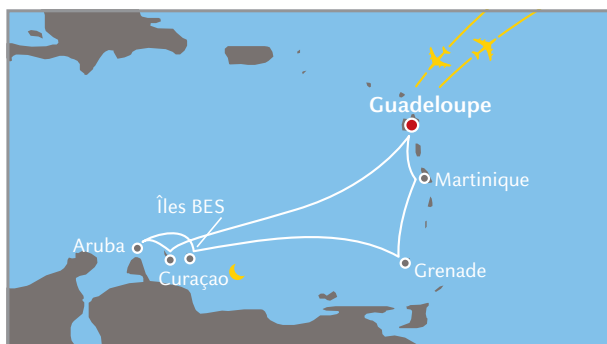 Guadeloupe
Martinique
Îles BES
Aruba
Curaçao
Grenade